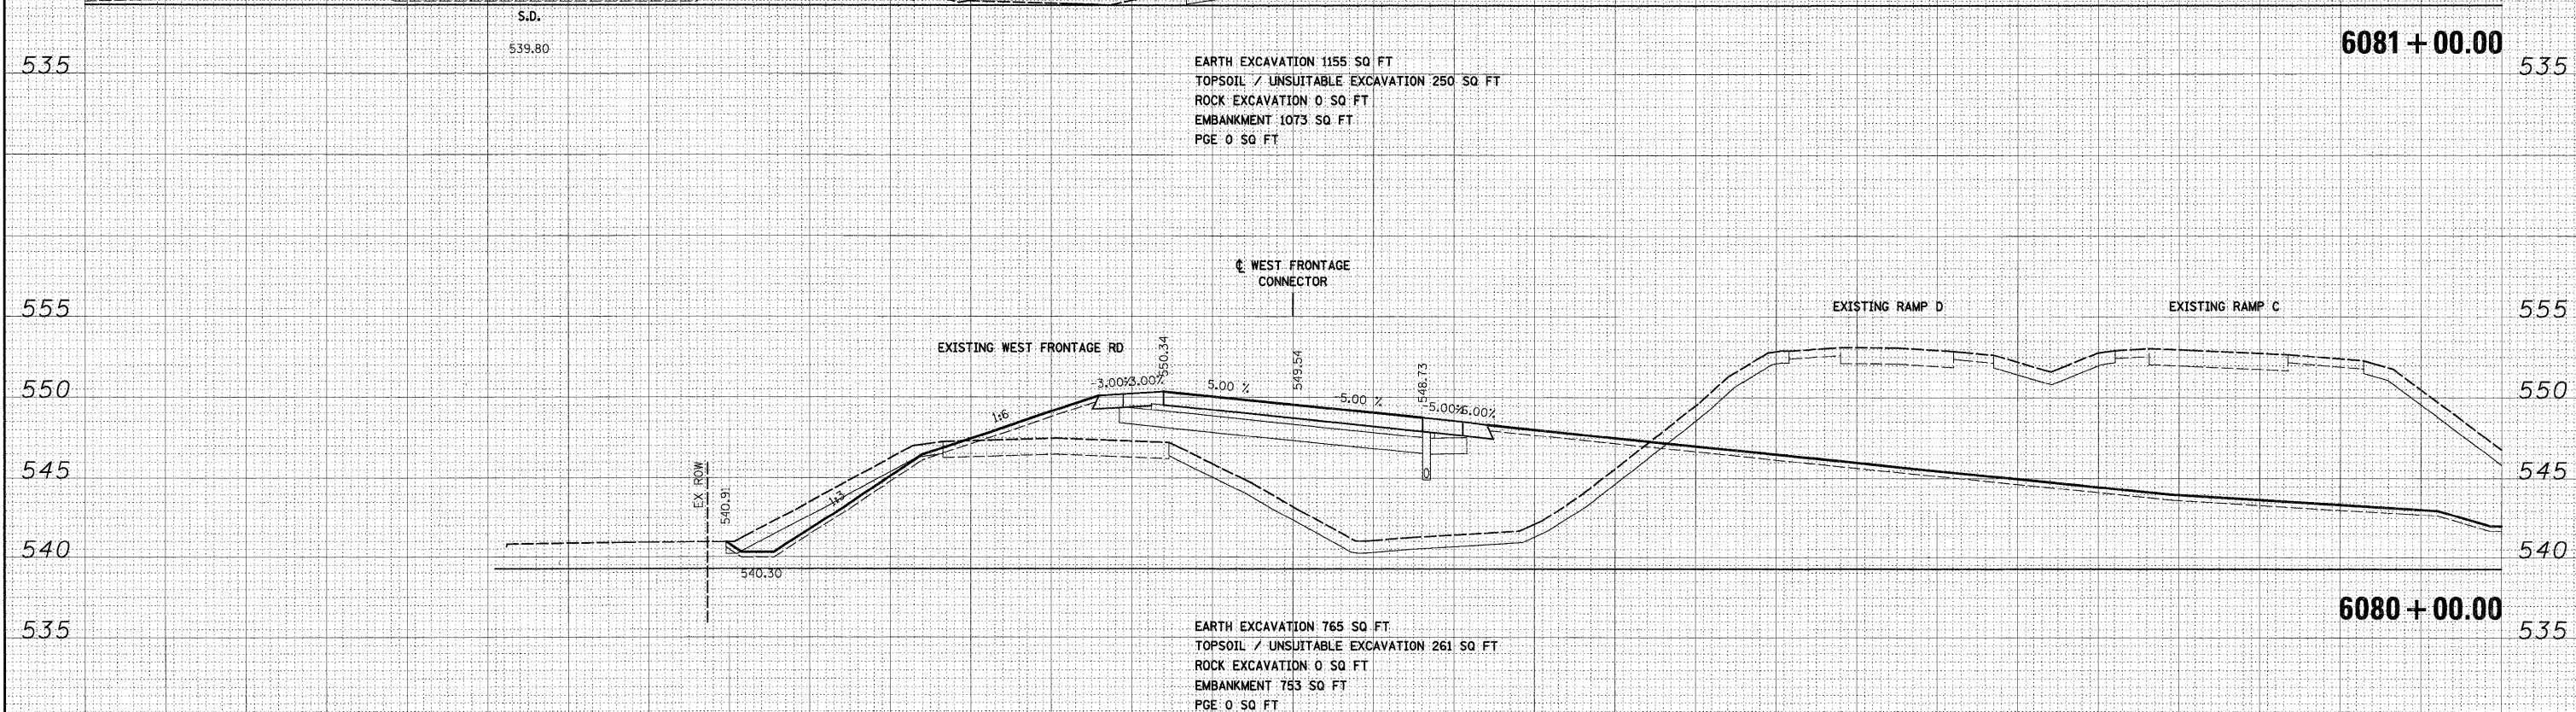 S.D.
539.80
6081 + 00.00
535
535
EARTH EXCAVATION 1155 SQ FT
TOPSOIL / UNSUITABLE EXCAVATION 250 SQ FT
ROCK EXCAVATION 0 SQ FT
EMBANKMENT 1073 SQ FT
PGE 0 SQ FT
℄ WEST FRONTAGE
CONNECTOR
555
EXISTING RAMP D
EXISTING RAMP C
555
EXISTING WEST FRONTAGE RD
550.34
549.54
548.73
550
-3.00%
3.00%
5.00 %
-5.00 %
-5.00%
550
1:6
545
EX ROW
540.91
1:3
545
540
540.30
540
6080 + 00.00
535
535
EARTH EXCAVATION 765 SQ FT
TOPSOIL / UNSUITABLE EXCAVATION 261 SQ FT
ROCK EXCAVATION 0 SQ FT
EMBANKMENT 753 SQ FT
PGE 0 SQ FT